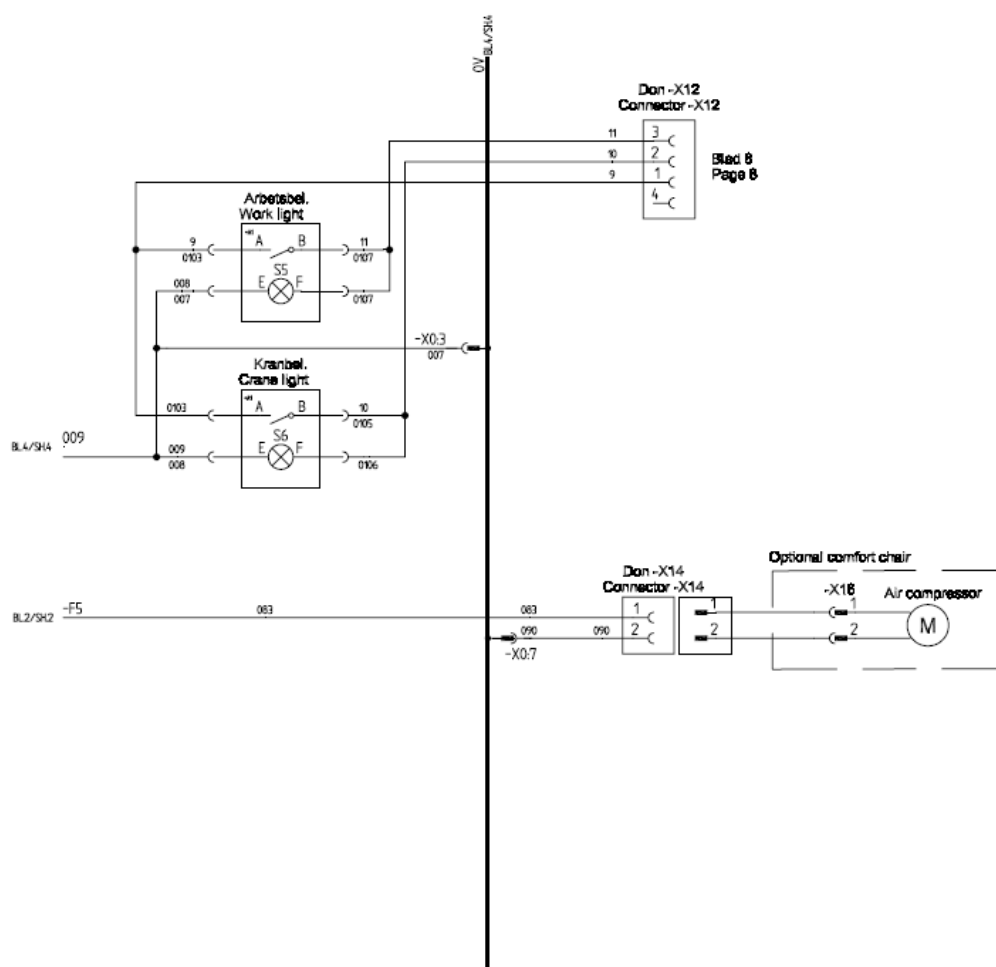 0V BL4/SH4
Don -X12
Connector -X12
11 3
10 2
9 1
4
Blad 8
Page 8
Arbetsbel.
Work light
9 A B 11
0103 0107
S5
008 E F
007 0107
-X0:3
007
Kranbel.
Crane light
0103 A B 10
0105
S6
BL4/SH4 009
009 E F
008 0106
Optional comfort chair
Don -X14
Connector -X14
-X16 Air compressor
BL2/SH2 -F5 083 083 1 1 1
M
090 090 2 2 2
-X0:7